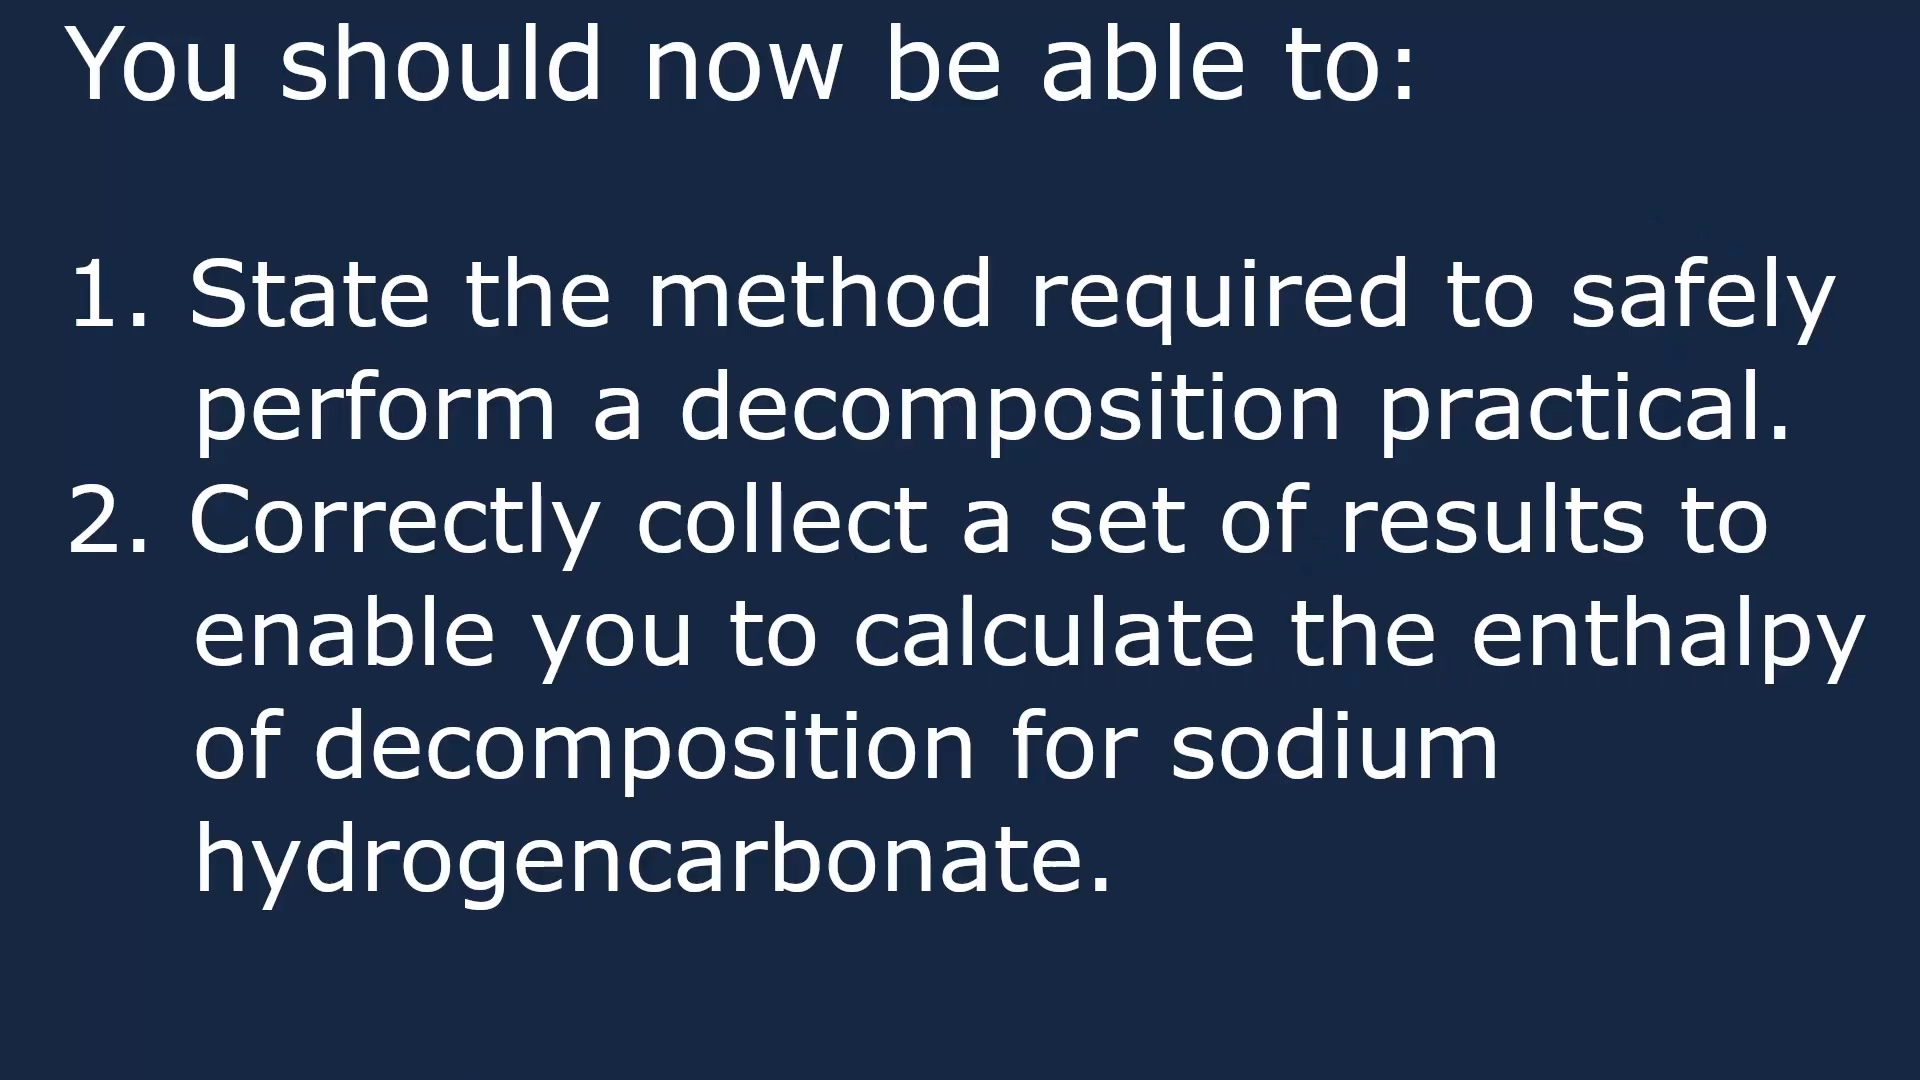 You should now be able to:
1. State the method required to safely
perform a decomposition practical.
2. Correctly collect a set of results to
enable you to calculate the enthalpy
of decomposition for sodium
hydrogencarbonate.